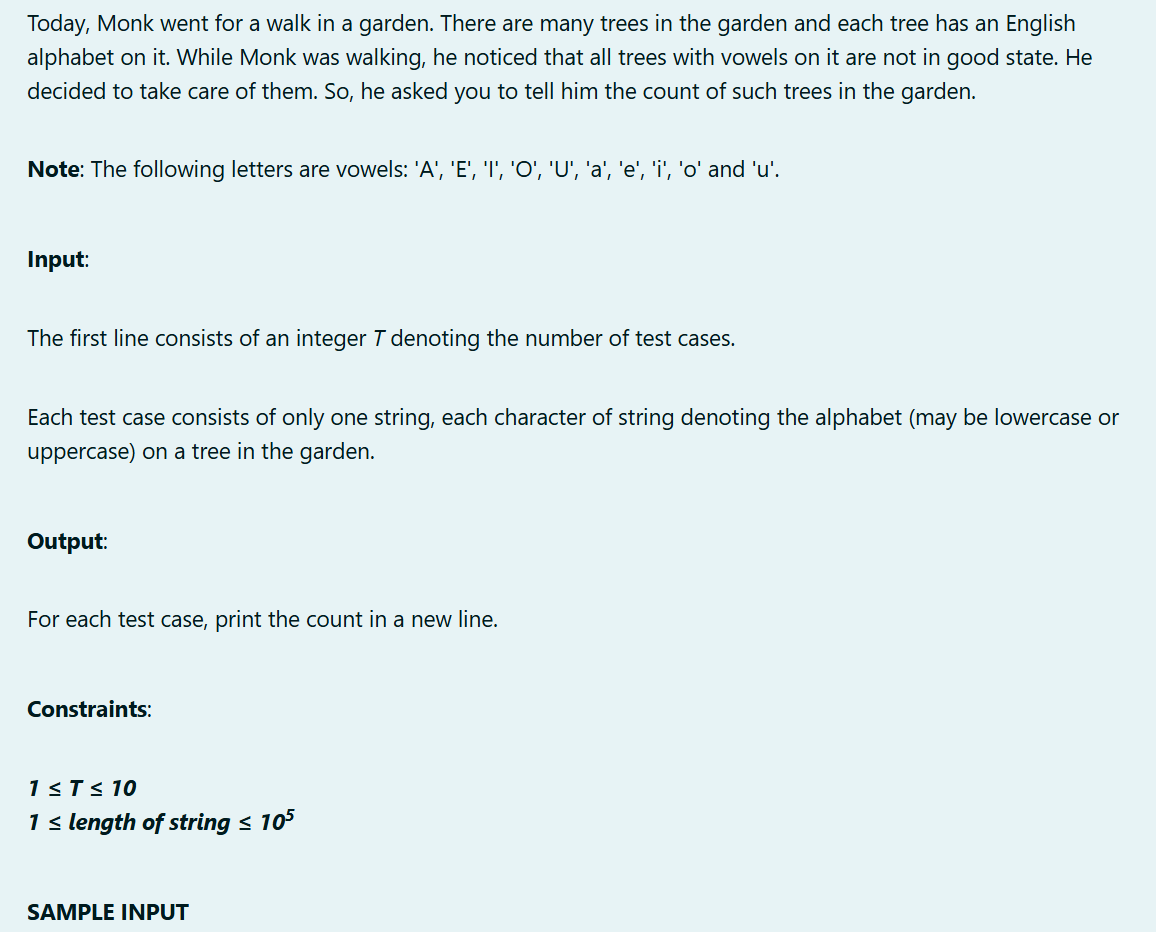 Today, Monk went for a walk in a garden. There are many trees in the garden and each tree has an English
alphabet on it. While Monk was walking, he noticed that all trees with vowels on it are not in good state. He
decided to take care of them. So, he asked you to tell him the count of such trees in the garden.
Note: The following letters are vowels: 'A', 'E', 'I', 'O', 'U', 'a', 'e', 'i', 'o' and 'u'.
Input:
The first line consists of an integer T denoting the number of test cases.
Each test case consists of only one string, each character of string denoting the alphabet (may be lowercase or
uppercase) on a tree in the garden.
Output:
For each test case, print the count in a new line.
Constraints:
1 ≤ T ≤ 10
1 ≤ length of string ≤ 10⁵
SAMPLE INPUT